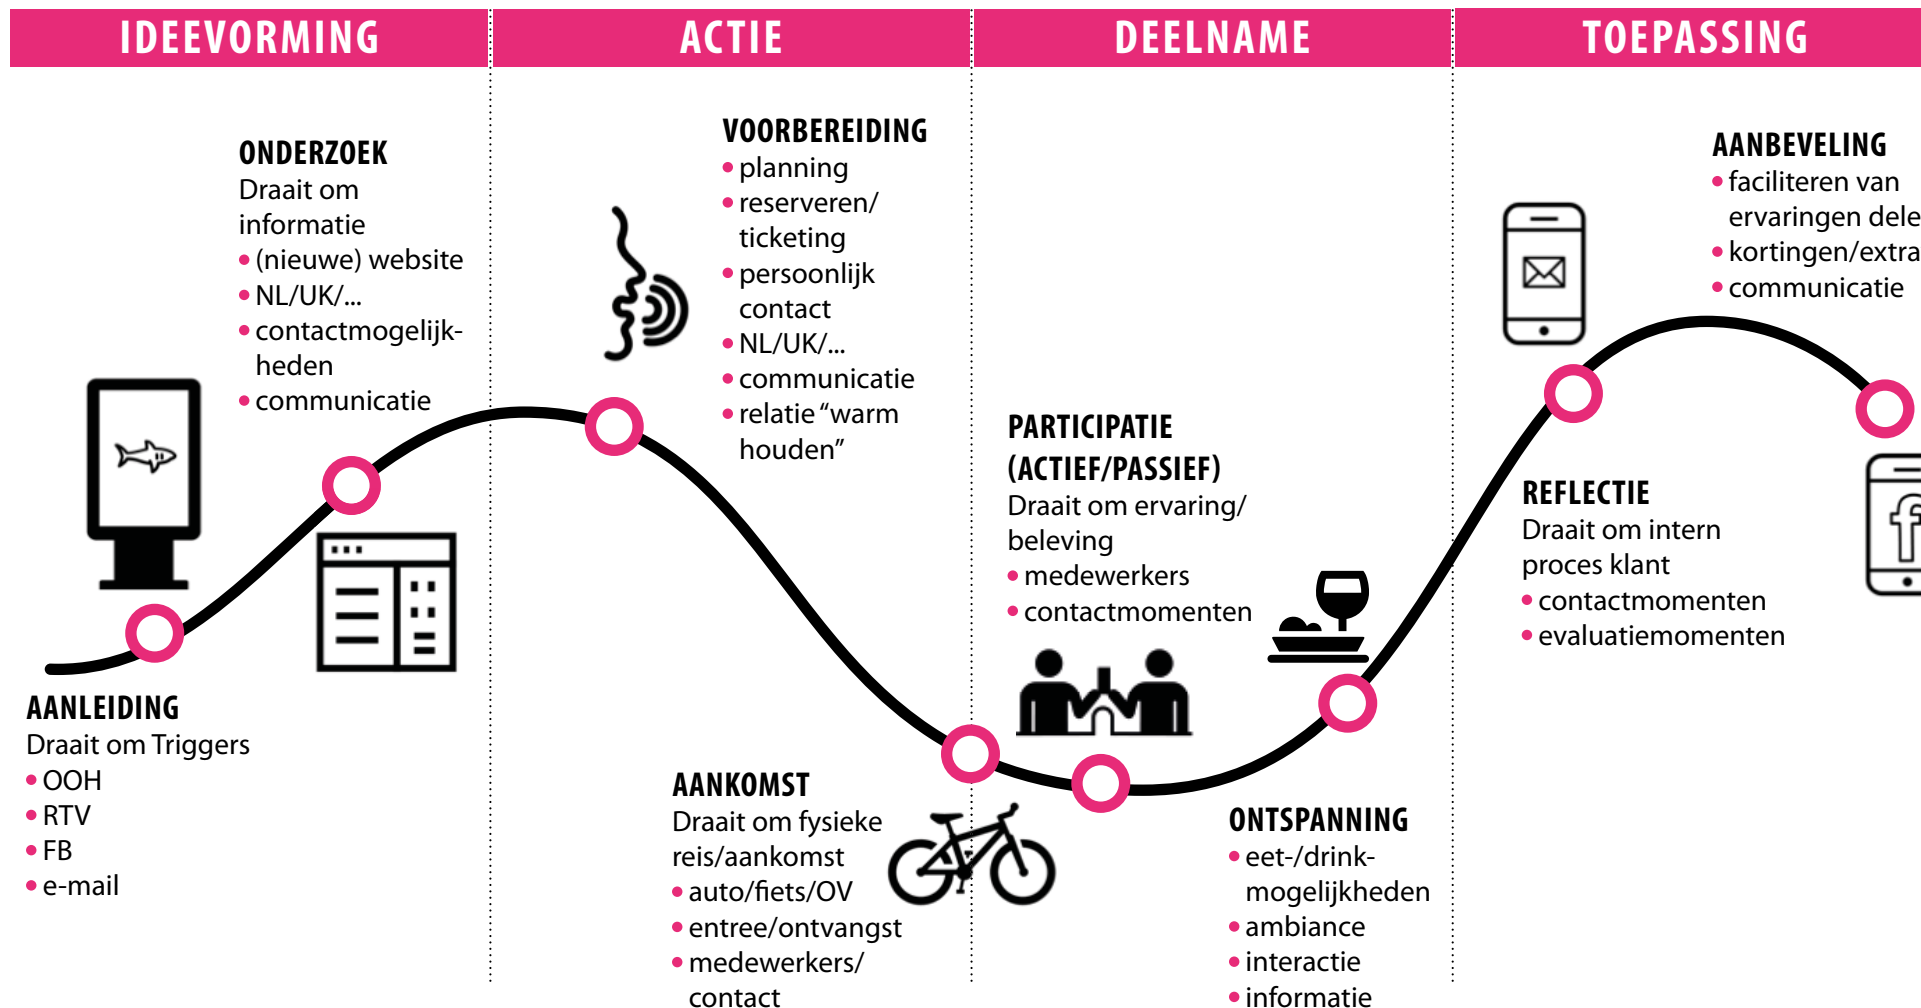 IDEEVORMING
ACTIE
DEELNAME
TOEPASSING
ONDERZOEK
Draait om
informatie
• (nieuwe) website
• NL/UK/...
• contactmogelijk-
heden
• communicatie
AANLEIDING
Draait om Triggers
• OOH
• RTV
• FB
• e-mail
VOORBEREIDING
• planning
• reserveren/
ticketing
• persoonlijk
contact
• NL/UK/...
• communicatie
• relatie “warm
houden”
AANKOMST
Draait om fysieke
reis/aankomst
• auto/fiets/OV
• entree/ontvangst
• medewerkers/
contact
PARTICIPATIE
(ACTIEF/PASSIEF)
Draait om ervaring/
beleving
• medewerkers
• contactmomenten
ONTSPANNING
• eet-/drink-
mogelijkheden
• ambiance
• interactie
• informatie
REFLECTIE
Draait om intern
proces klant
• contactmomenten
• evaluatiemomenten
AANBEVELING
• faciliteren van
ervaringen dele
• kortingen/extra
• communicatie
f